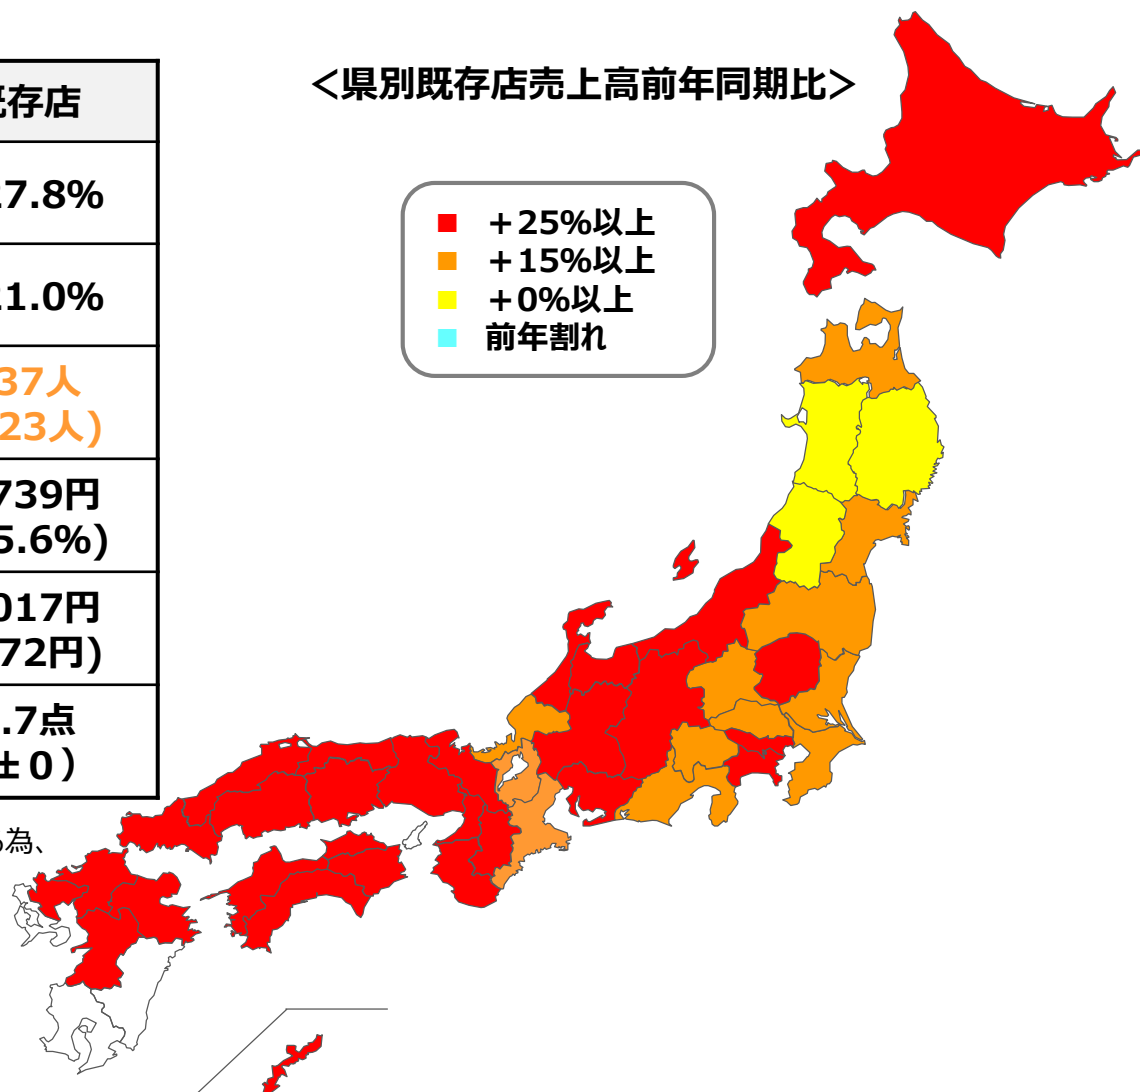 存店
7.8%
1.0%
37人
23人)
739円
5.6%)
017円
72円)
.7点
±０）
為、
＜県別既存店売上高前年同期比＞
＋25%以上
＋15%以上
＋0%以上
前年割れ